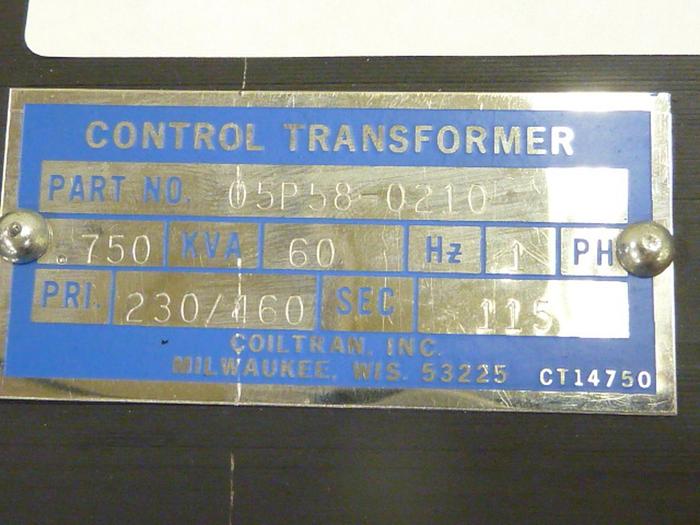 CONTROL TRANSFORMER
PART NO. 05P58-0210
.750 KVA 60 Hz 1 PH
PRI. 230/460 SEC 115
COILTRAN, INC.
MILWAUKEE, WIS. 53225 CT14750